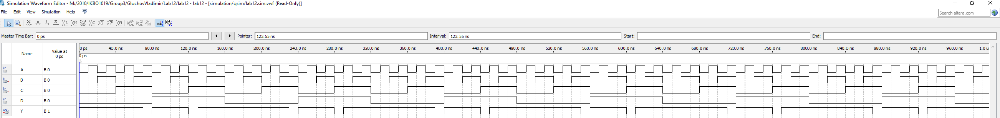 Simulation Waveform Editor - M:/2010/IKBO1019/Group3/GluchovVladimir/Lab12/lab12 - lab12 - [simulation/qsim/lab12.sim.vwf (Read-Only)]
File Edit View Simulation Help
Search altera.com
Master Time Bar: 0 ps Pointer: 123.55 ns Interval: 123.55 ns Start: End:
Name Value at 0 ps 0 ps 40.0 ns 80.0 ns 120.0 ns 160.0 ns 200.0 ns 240.0 ns 280.0 ns 320.0 ns 360.0 ns 400.0 ns 440.0 ns 480.0 ns 520.0 ns 560.0 ns 600.0 ns 640.0 ns 680.0 ns 720.0 ns 760.0 ns 800.0 ns 840.0 ns 880.0 ns 920.0 ns 960.0 ns 1.0 us
0 ps
in A B 0
in B B 0
in C B 0
in D B 0
out Y B 1